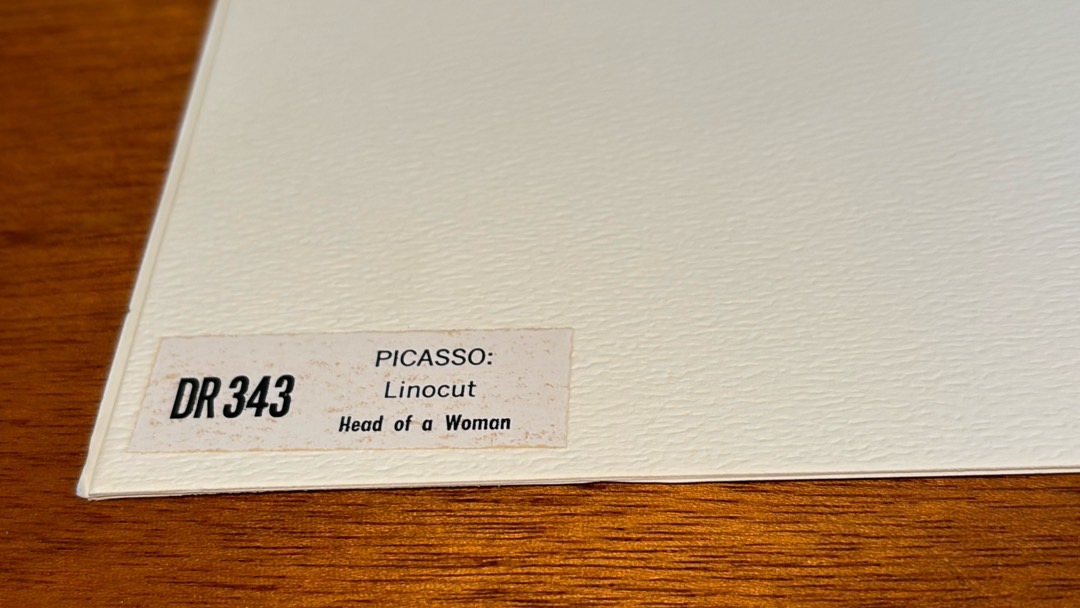 DR 343
PICASSO:
Linocut
Head of a Woman